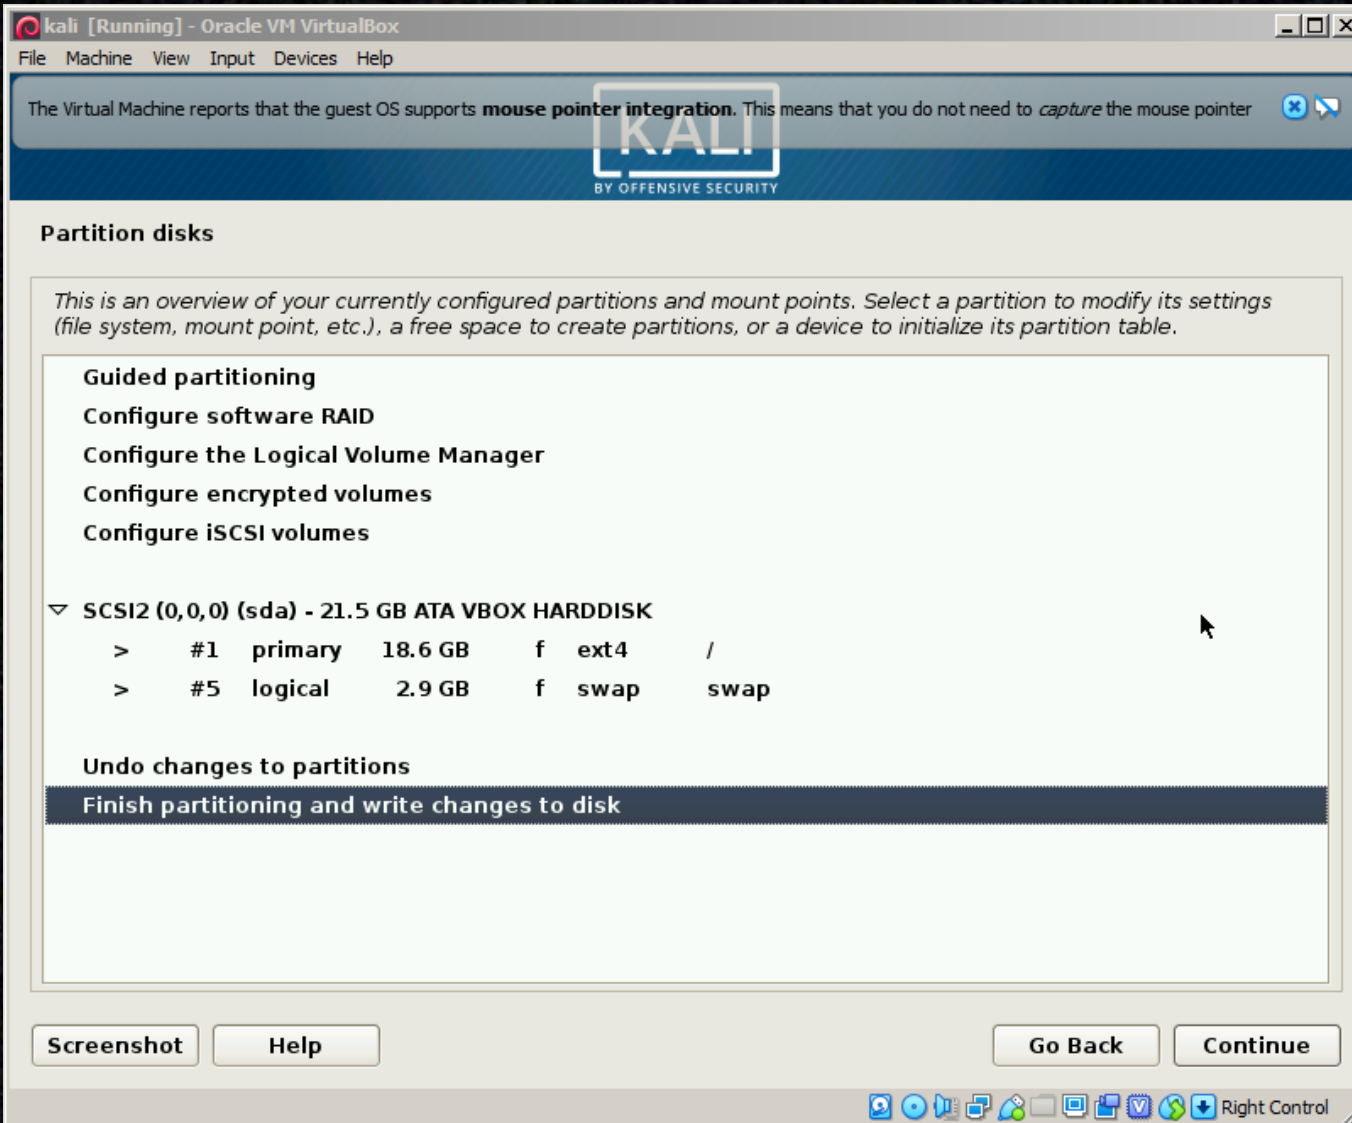 kali [Running] - Oracle VM VirtualBox
File Machine View Input Devices Help
The Virtual Machine reports that the guest OS supports mouse pointer integration. This means that you do not need to capture the mouse pointer
KALI
BY OFFENSIVE SECURITY
Partition disks
This is an overview of your currently configured partitions and mount points. Select a partition to modify its settings
(file system, mount point, etc.), a free space to create partitions, or a device to initialize its partition table.
Guided partitioning
Configure software RAID
Configure the Logical Volume Manager
Configure encrypted volumes
Configure iSCSI volumes
SCSI2 (0,0,0) (sda) - 21.5 GB ATA VBOX HARDDISK
> #1 primary 18.6 GB f ext4 /
> #5 logical 2.9 GB f swap swap
Undo changes to partitions
Finish partitioning and write changes to disk
Screenshot Help Go Back Continue
Right Control